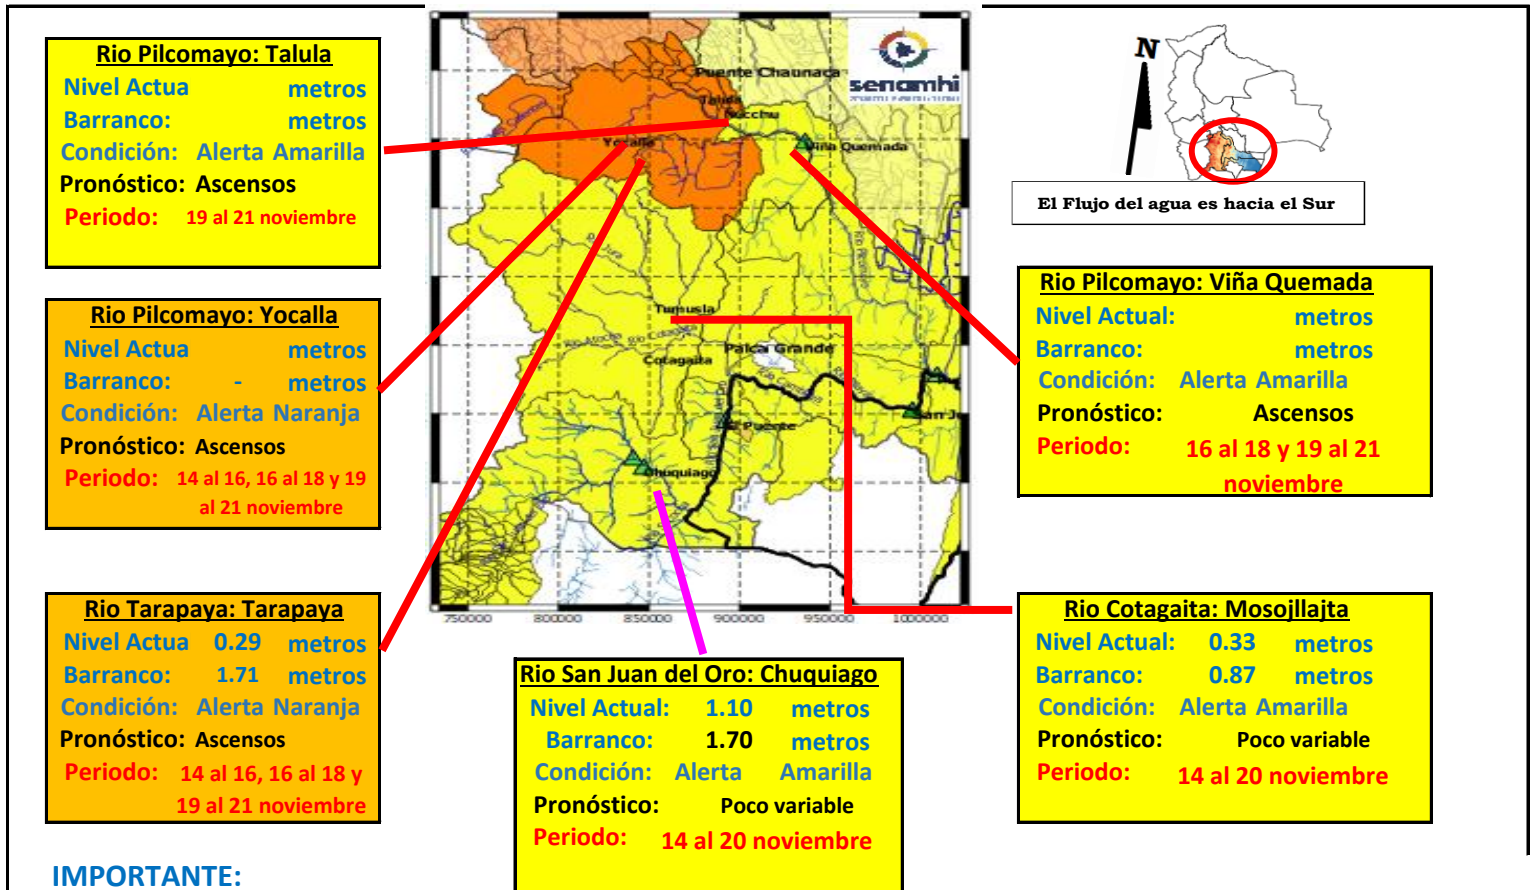 Rio Pilcomayo: Talula
Nivel Actua metros
Barranco: metros
Condición: Alerta Amarilla
Pronóstico: Ascensos
Periodo: 19 al 21 noviembre
Rio Pilcomayo: Yocalla
Nivel Actua metros
Barranco: - metros
Condición: Alerta Naranja
Pronóstico: Ascensos
Periodo: 14 al 16, 16 al 18 y 19
al 21 noviembre
Rio Tarapaya: Tarapaya
Nivel Actua 0.29 metros
Barranco: 1.71 metros
Condición: Alerta Naranja
Pronóstico: Ascensos
Periodo: 14 al 16, 16 al 18 y
19 al 21 noviembre
IMPORTANTE:
senamhi
Puente Chaunaca
Talula
Nucchu
Yocalla
Viña Quemada
Tumusla
Palca Grande
Cotagaita
El Puente
Chuquiago
750000 800000 850000 900000 950000 1000000
Rio San Juan del Oro: Chuquiago
Nivel Actual: 1.10 metros
Barranco: 1.70 metros
Condición: Alerta Amarilla
Pronóstico: Poco variable
Periodo: 14 al 20 noviembre
N
El Flujo del agua es hacia el Sur
Rio Pilcomayo: Viña Quemada
Nivel Actual: metros
Barranco: metros
Condición: Alerta Amarilla
Pronóstico: Ascensos
Periodo: 16 al 18 y 19 al 21
noviembre
Rio Cotagaita: Mosojllajta
Nivel Actual: 0.33 metros
Barranco: 0.87 metros
Condición: Alerta Amarilla
Pronóstico: Poco variable
Periodo: 14 al 20 noviembre